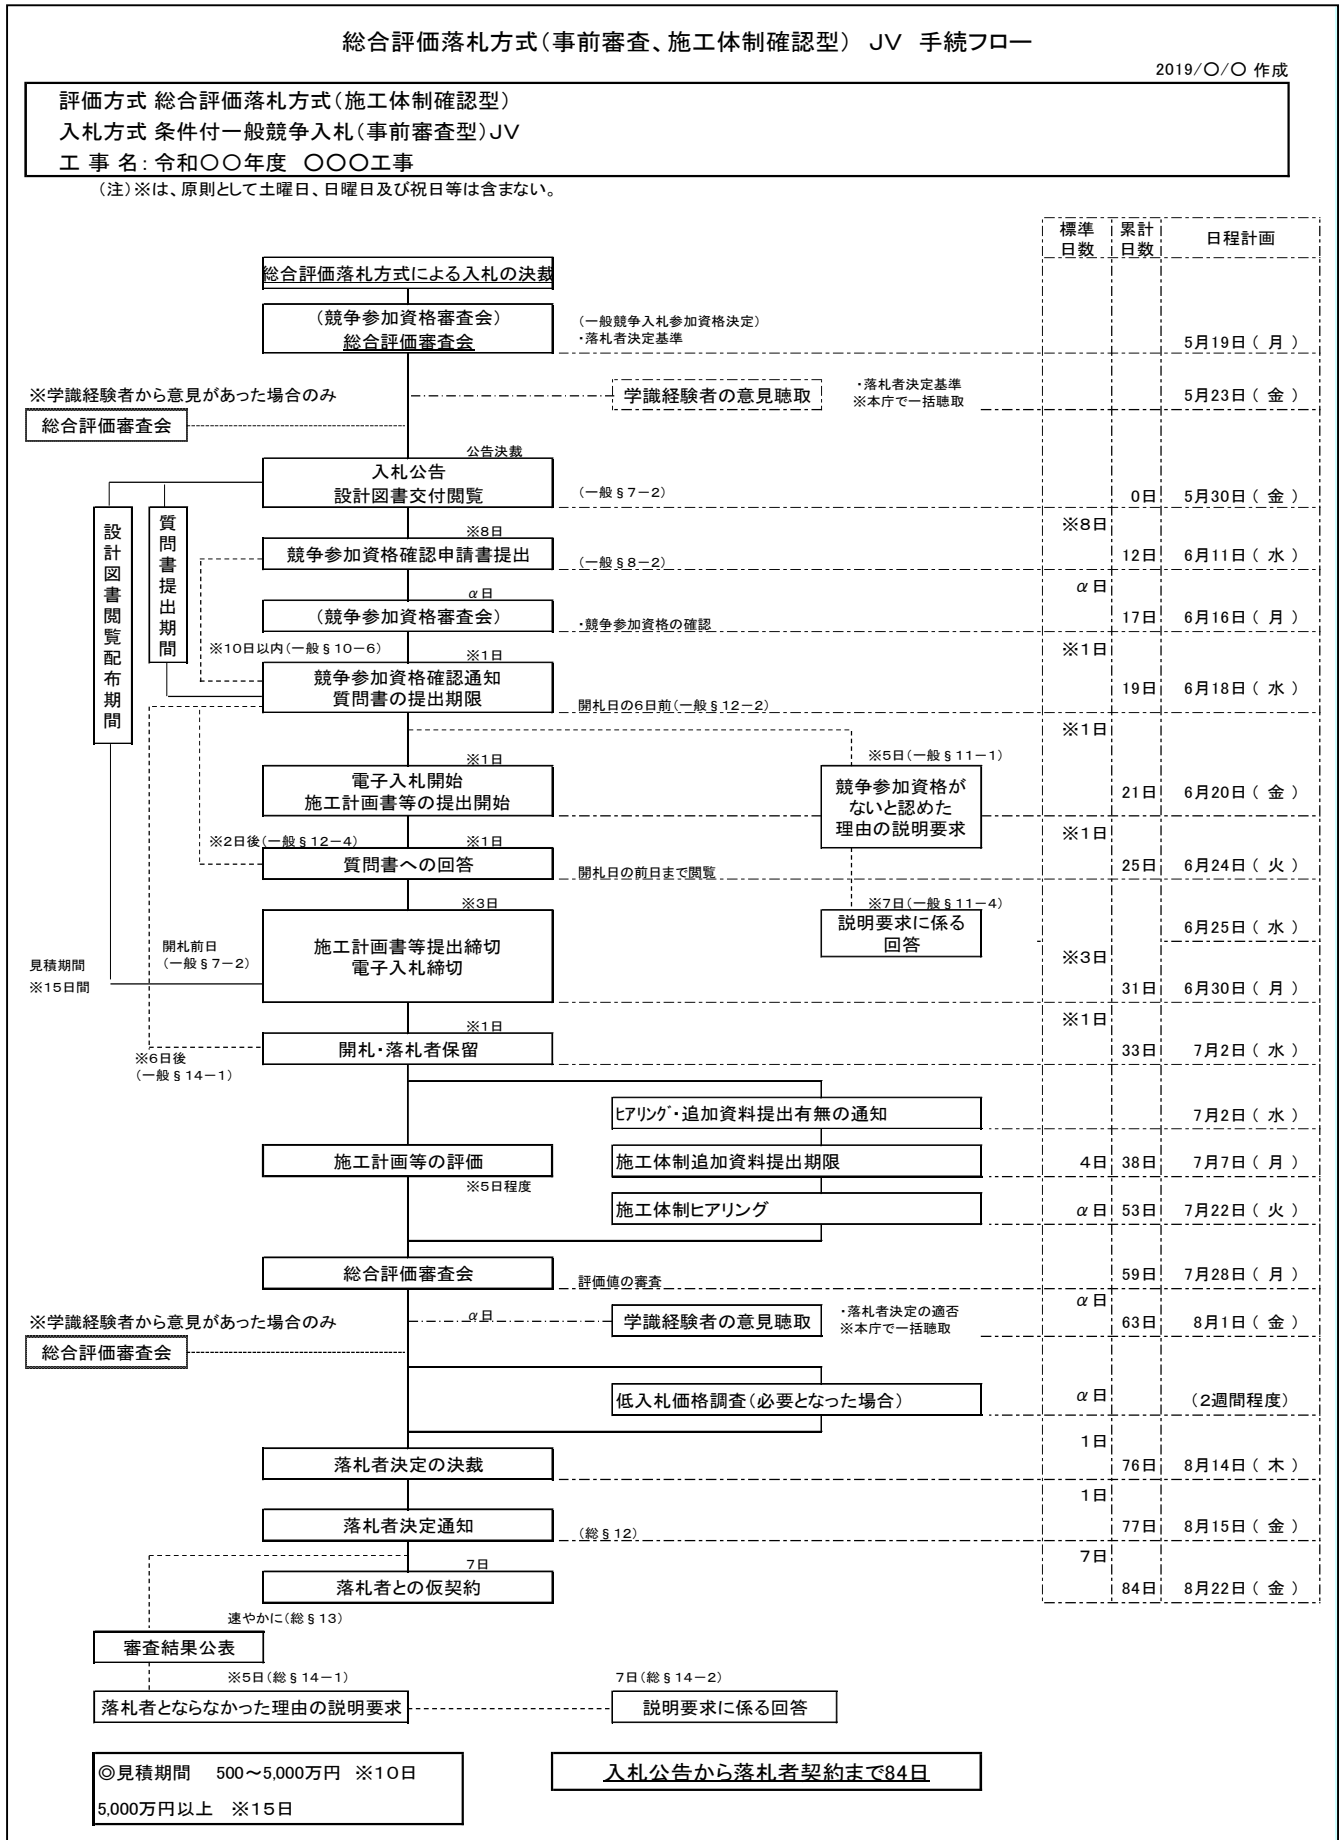 総合評価落札方式(事前審査、施工体制確認型) JV 手続フロー
2019/〇/〇 作成
評価方式 総合評価落札方式(施工体制確認型)
入札方式 条件付一般競争入札(事前審査型)JV
工 事 名: 令和〇〇年度 〇〇〇工事
(注)※は、原則として土曜日、日曜日及び祝日等は含まない。
標準日数
累計日数
日程計画
総合評価落札方式による入札の決裁
(競争参加資格審査会)
総合評価審査会
(一般競争入札参加資格決定)
・落札者決定基準
5月19日( 月 )
※学識経験者から意見があった場合のみ
学識経験者の意見聴取
・落札者決定基準
※本庁で一括聴取
5月23日( 金 )
総合評価審査会
公告決裁
入札公告
設計図書交付閲覧
(一般§7-2)
0日
5月30日( 金 )
設計図書閲覧配布期間
質問書提出期間
※8日
※8日
競争参加資格確認申請書提出
(一般§8-2)
12日
6月11日( 水 )
α日
α日
(競争参加資格審査会)
・競争参加資格の確認
17日
6月16日( 月 )
※10日以内(一般§10-6)
※1日
※1日
競争参加資格確認通知
質問書の提出期限
開札日の6日前(一般§12-2)
19日
6月18日( 水 )
※1日
※1日
※5日(一般§11-1)
電子入札開始
施工計画書等の提出開始
競争参加資格が
ないと認めた
理由の説明要求
21日
6月20日( 金 )
※2日後(一般§12-4)
※1日
※1日
質問書への回答
開札日の前日まで閲覧
25日
6月24日( 火 )
※3日
※7日(一般§11-4)
説明要求に係る
回答
6月25日( 水 )
施工計画書等提出締切
電子入札締切
開札前日
(一般§7-2)
見積期間
※15日間
※3日
31日
6月30日( 月 )
※1日
※1日
開札・落札者保留
33日
7月2日( 水 )
※6日後
(一般§14-1)
ﾋｱﾘﾝｸﾞ・追加資料提出有無の通知
7月2日( 水 )
施工計画等の評価
※5日程度
施工体制追加資料提出期限
4日
38日
7月7日( 月 )
施工体制ヒアリング
α日
53日
7月22日( 火 )
総合評価審査会
評価値の審査
59日
7月28日( 月 )
α日
※学識経験者から意見があった場合のみ
α日
学識経験者の意見聴取
・落札者決定の適否
※本庁で一括聴取
63日
8月1日( 金 )
総合評価審査会
低入札価格調査(必要となった場合)
α日
(2週間程度)
1日
落札者決定の決裁
76日
8月14日( 木 )
1日
落札者決定通知
(総§12)
77日
8月15日( 金 )
7日
7日
落札者との仮契約
84日
8月22日( 金 )
速やかに(総§13)
審査結果公表
※5日(総§14-1)
7日(総§14-2)
落札者とならなかった理由の説明要求
説明要求に係る回答
◎見積期間 500～5,000万円 ※10日
5,000万円以上 ※15日
入札公告から落札者契約まで84日